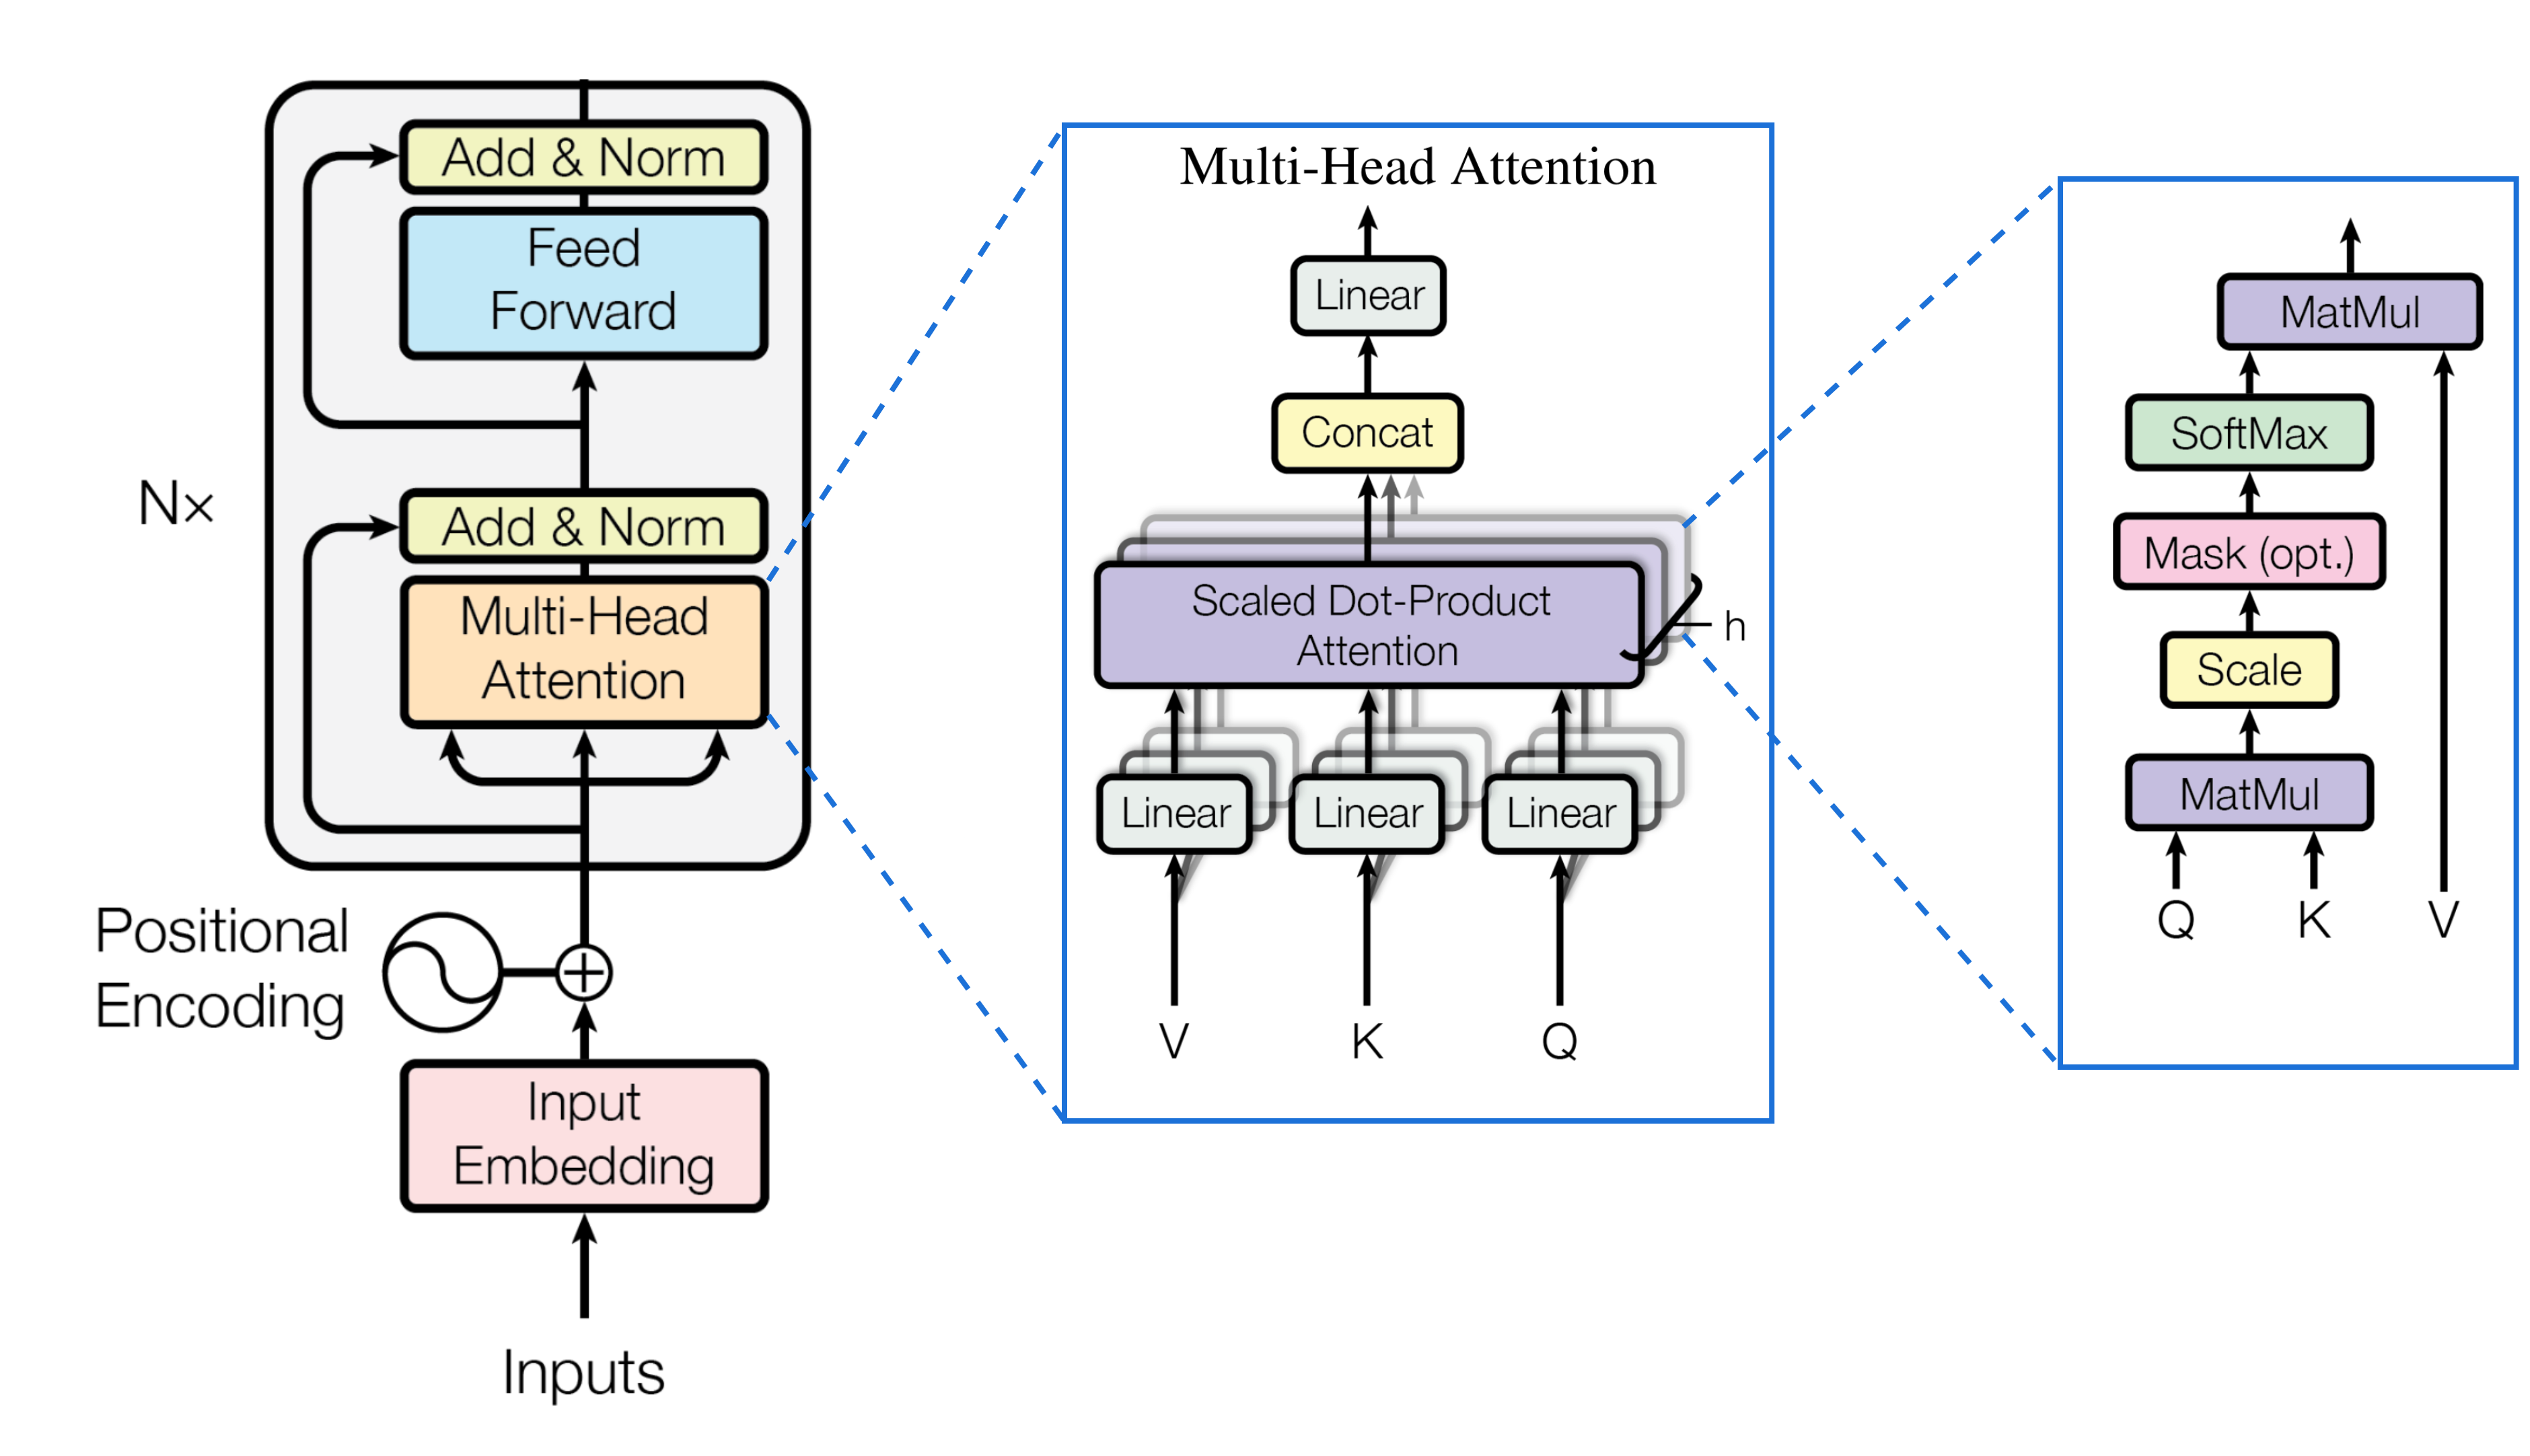 Add & Norm
Feed
Forward
N×
Add & Norm
Multi-Head
Attention
Positional
Encoding
Input
Embedding
Inputs
Multi-Head Attention
Linear
Concat
Scaled Dot-Product
Attention
h
Linear Linear Linear
V K Q
MatMul
SoftMax
Mask (opt.)
Scale
MatMul
Q K V